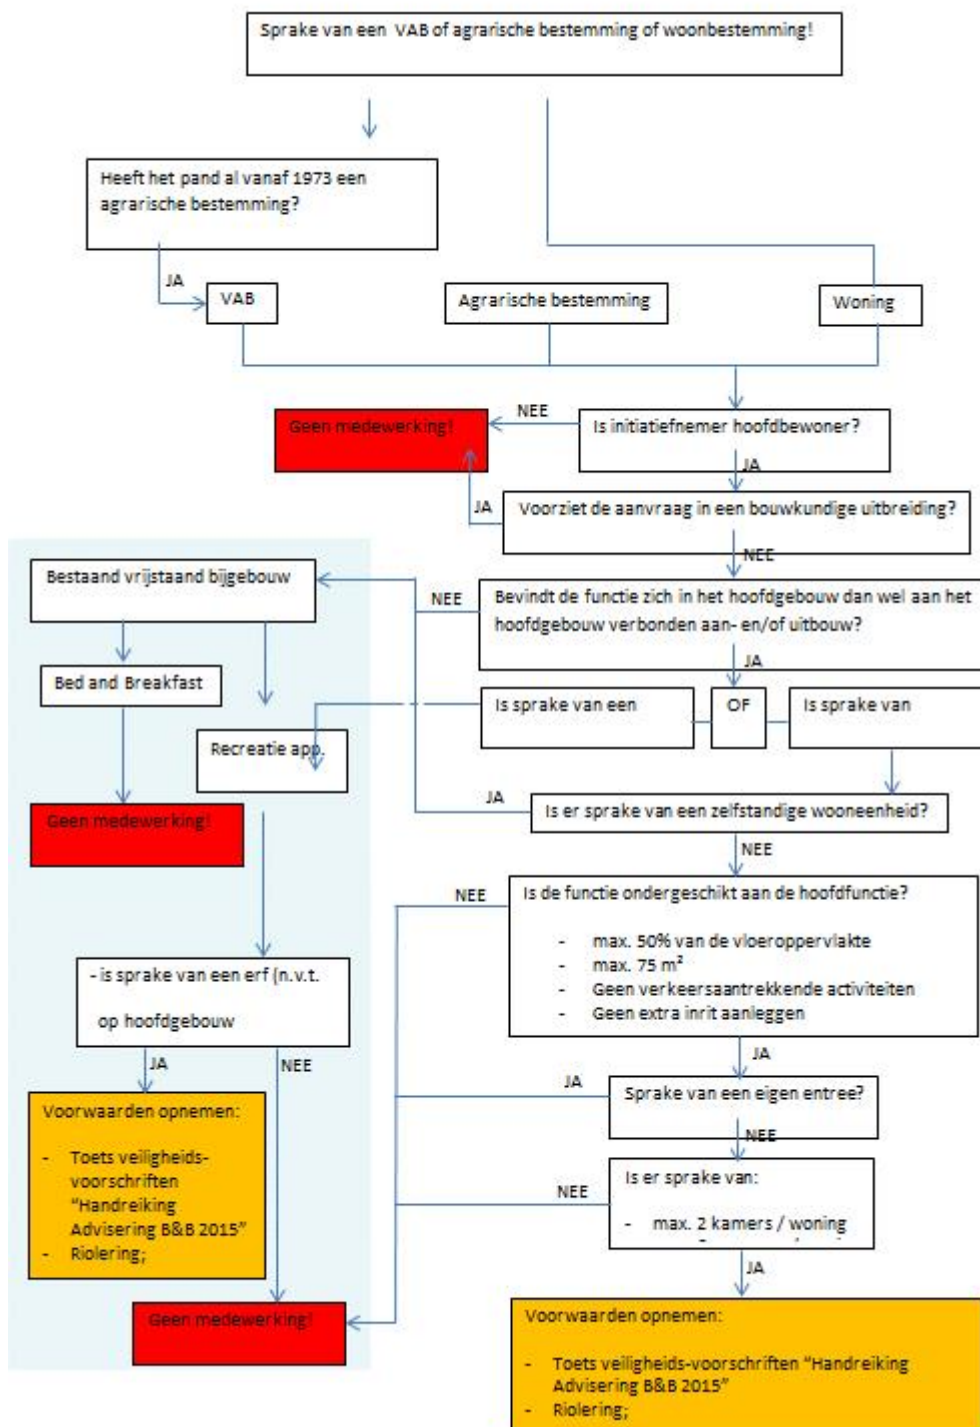 Sprake van een VAB of agrarische bestemming of woonbestemming!
Heeft het pand al vanaf 1973 een
agrarische bestemming?
JA
VAB
Agrarische bestemming
Woning
NEE
Geen medewerking!
Is initiatiefnemer hoofdbewoner?
JA
JA
Voorziet de aanvraag in een bouwkundige uitbreiding?
NEE
Bestaand vrijstaand bijgebouw
NEE
Bevindt de functie zich in het hoofdgebouw dan wel aan het
hoofdgebouw verbonden aan- en/of uitbouw?
JA
Bed and Breakfast
Is sprake van een
OF
Is sprake van
Recreatie app.
JA
Is er sprake van een zelfstandige wooneenheid?
Geen medewerking!
NEE
NEE
Is de functie ondergeschikt aan de hoofdfunctie?
- max. 50% van de vloeroppervlakte
- max. 75 m²
- Geen verkeersaantrekkende activiteiten
- Geen extra inrit aanleggen
- is sprake van een erf (n.v.t.
op hoofdgebouw
JA
NEE
JA
JA
Sprake van een eigen entree?
Voorwaarden opnemen:
- Toets veiligheids-
voorschriften
"Handreiking
Advisering B&B 2015"
- Riolering;
NEE
NEE
Is er sprake van:
- max. 2 kamers / woning
JA
Geen medewerking!
Voorwaarden opnemen:
- Toets veiligheids-voorschriften "Handreiking
Advisering B&B 2015"
- Riolering;